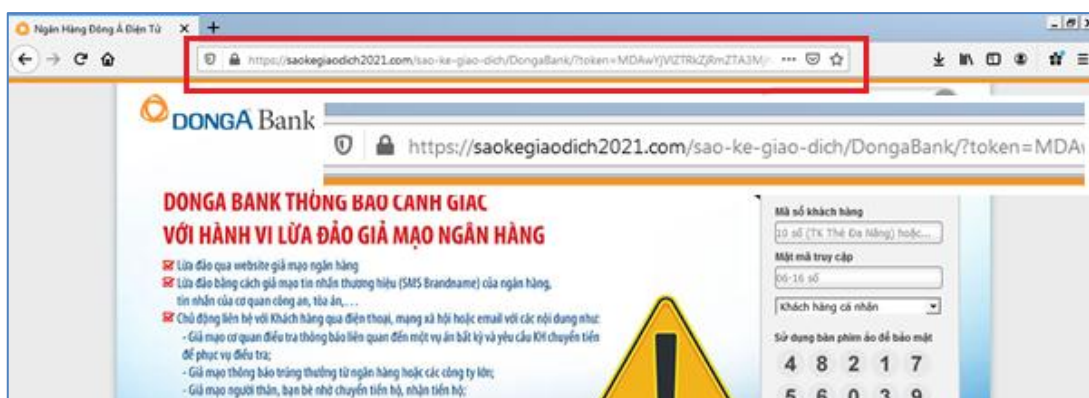 Ngân Hàng Đông Á Điện Tử
https://saokegiaodich2021.com/sao-ke-giao-dich/DongaBank/?token=
DONGA Bank
https://saokegiaodich2021.com/sao-ke-giao-dich/DongaBank/?token=MDA
DONGA BANK THÔNG BÁO CẢNH GIÁC
VỚI HÀNH VI LỪA ĐẢO GIẢ MẠO NGÂN HÀNG
Lừa đảo qua website giả mạo ngân hàng
Lừa đảo bằng cách giả mạo tin nhắn thương hiệu (SMS Brandname) của ngân hàng,
tin nhắn của cơ quan công an, tòa án,...
Chủ động liên hệ với Khách hàng qua điện thoại, mạng xã hội hoặc email với các nội dung như:
- Giả mạo cơ quan điều tra thông báo liên quan đến một vụ án bất kỳ và yêu cầu KH chuyển tiền
để phục vụ điều tra;
- Giả mạo thông báo trúng thưởng từ ngân hàng hoặc các công ty lớn;
- Giả mạo người thân, bạn bè nhờ chuyển tiền hộ, nhận tiền hộ;
Mã số khách hàng
10 số (TK Thẻ Đa Năng) hoặc...
Mật mã truy cập
06-16 số
Khách hàng cá nhân
Sử dụng bàn phím ảo để bảo mật
4 8 2 1 7
5 6 0 3 9